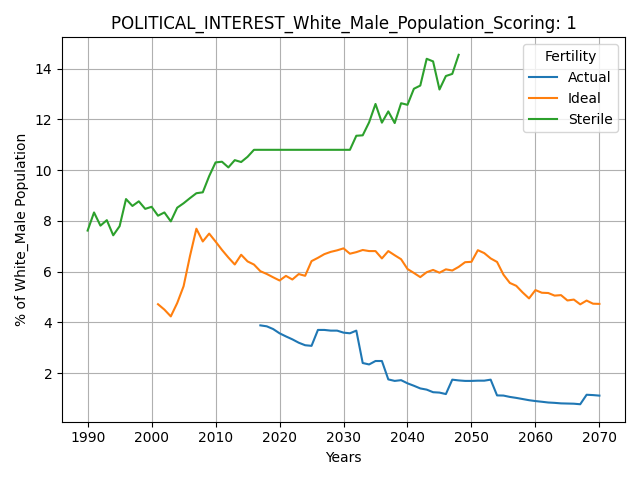 POLITICAL_INTEREST_White_Male_Population_Scoring: 1
Fertility
Actual
Ideal
Sterile
% of White_Male Population
14
12
10
8
6
4
2
1990 2000 2010 2020 2030 2040 2050 2060 2070
Years